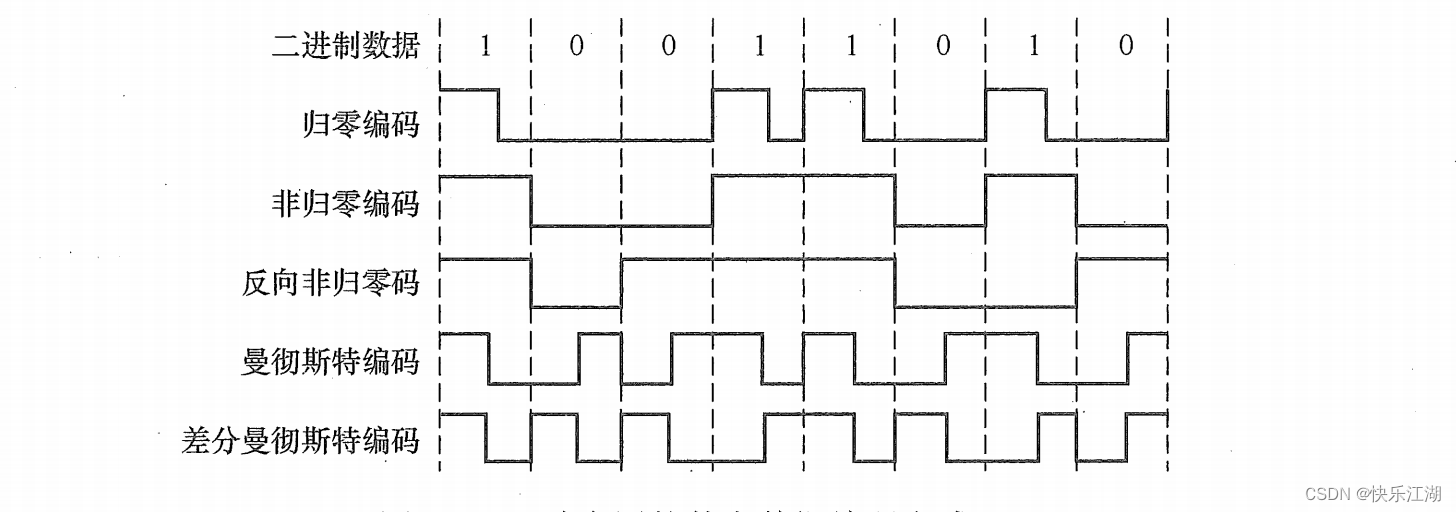 二进制数据 1 0 0 1 1 0 1 0
归零编码
非归零编码
反向非归零码
曼彻斯特编码
差分曼彻斯特编码
CSDN @快乐江湖